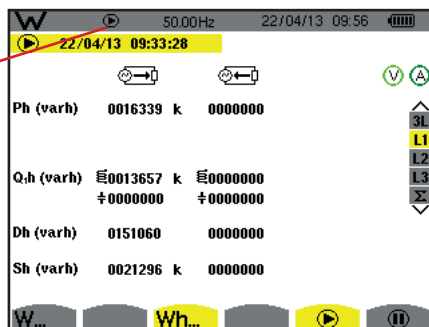 W 50.00Hz 22/04/13 09:56
22/04/13 09:33:28
V A
Ph (varh) 0016339 k 0000000
3L
L1
L2
Q₁h (varh) 0013657 k 0000000
L3
÷0000000 ÷0000000
Σ
Dh (varh) 0151060 0000000
Sh (varh) 0021296 k 0000000
W... Wh...